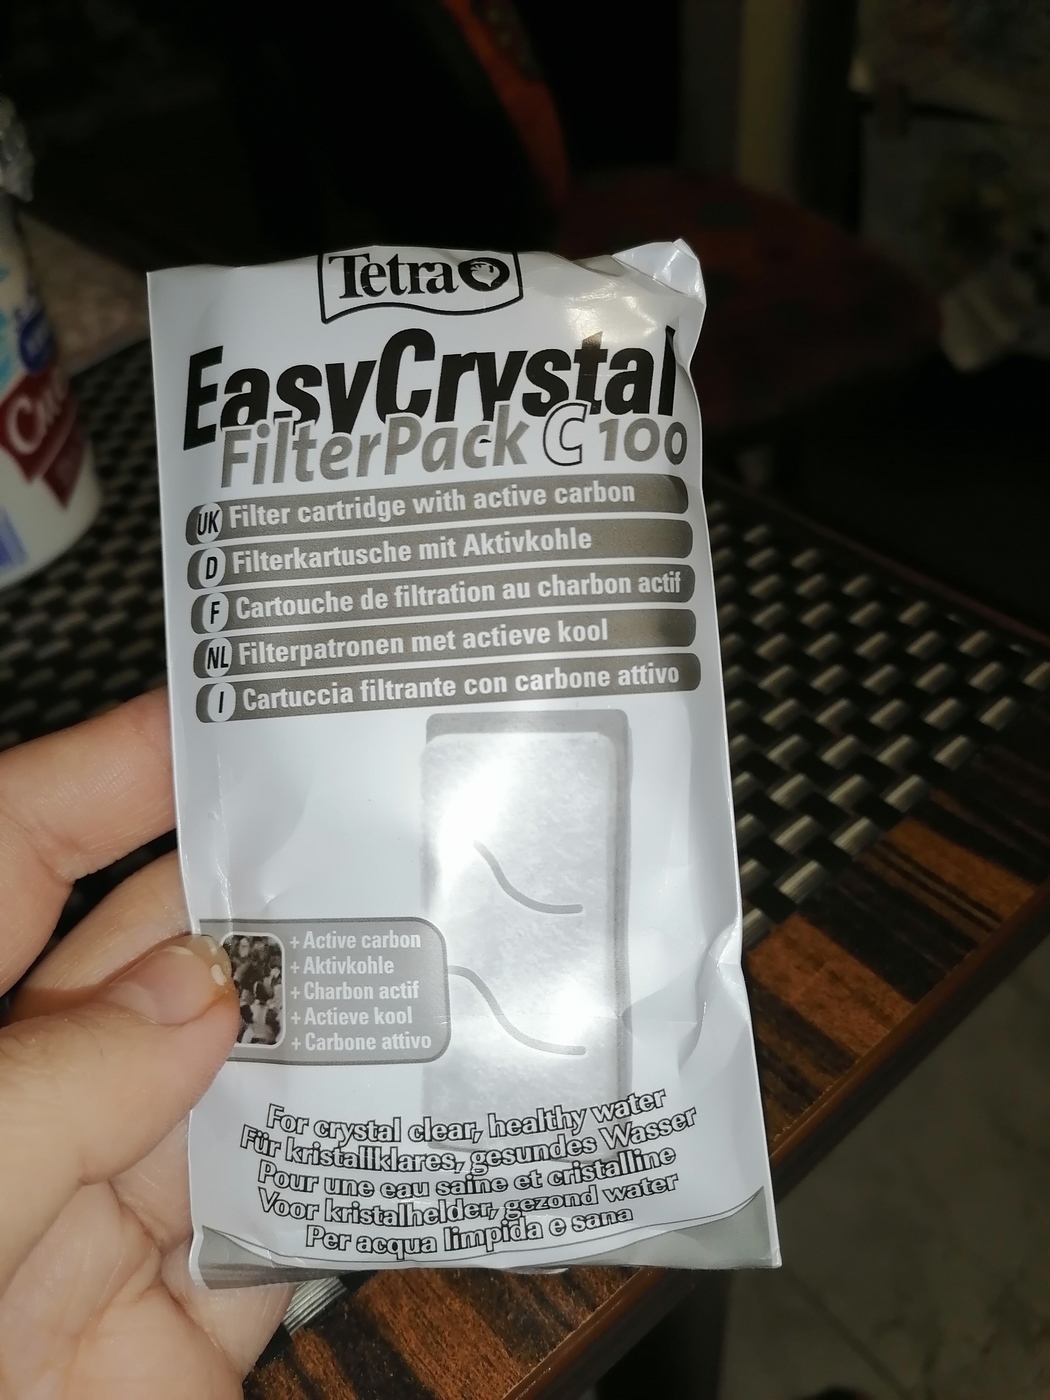 Tetra
EasyCrystal
FilterPack C 100
UK Filter cartridge with active carbon
D Filterkartusche mit Aktivkohle
F Cartouche de filtration au charbon actif
NL Filterpatronen met actieve kool
I Cartuccia filtrante con carbone attivo
+ Active carbon
+ Aktivkohle
+ Charbon actif
+ Actieve kool
+ Carbone attivo
For crystal clear, healthy water
Für kristallklares, gesundes Wasser
Pour une eau saine et cristalline
Voor kristalhelder, gezond water
Per acqua limpida e sana